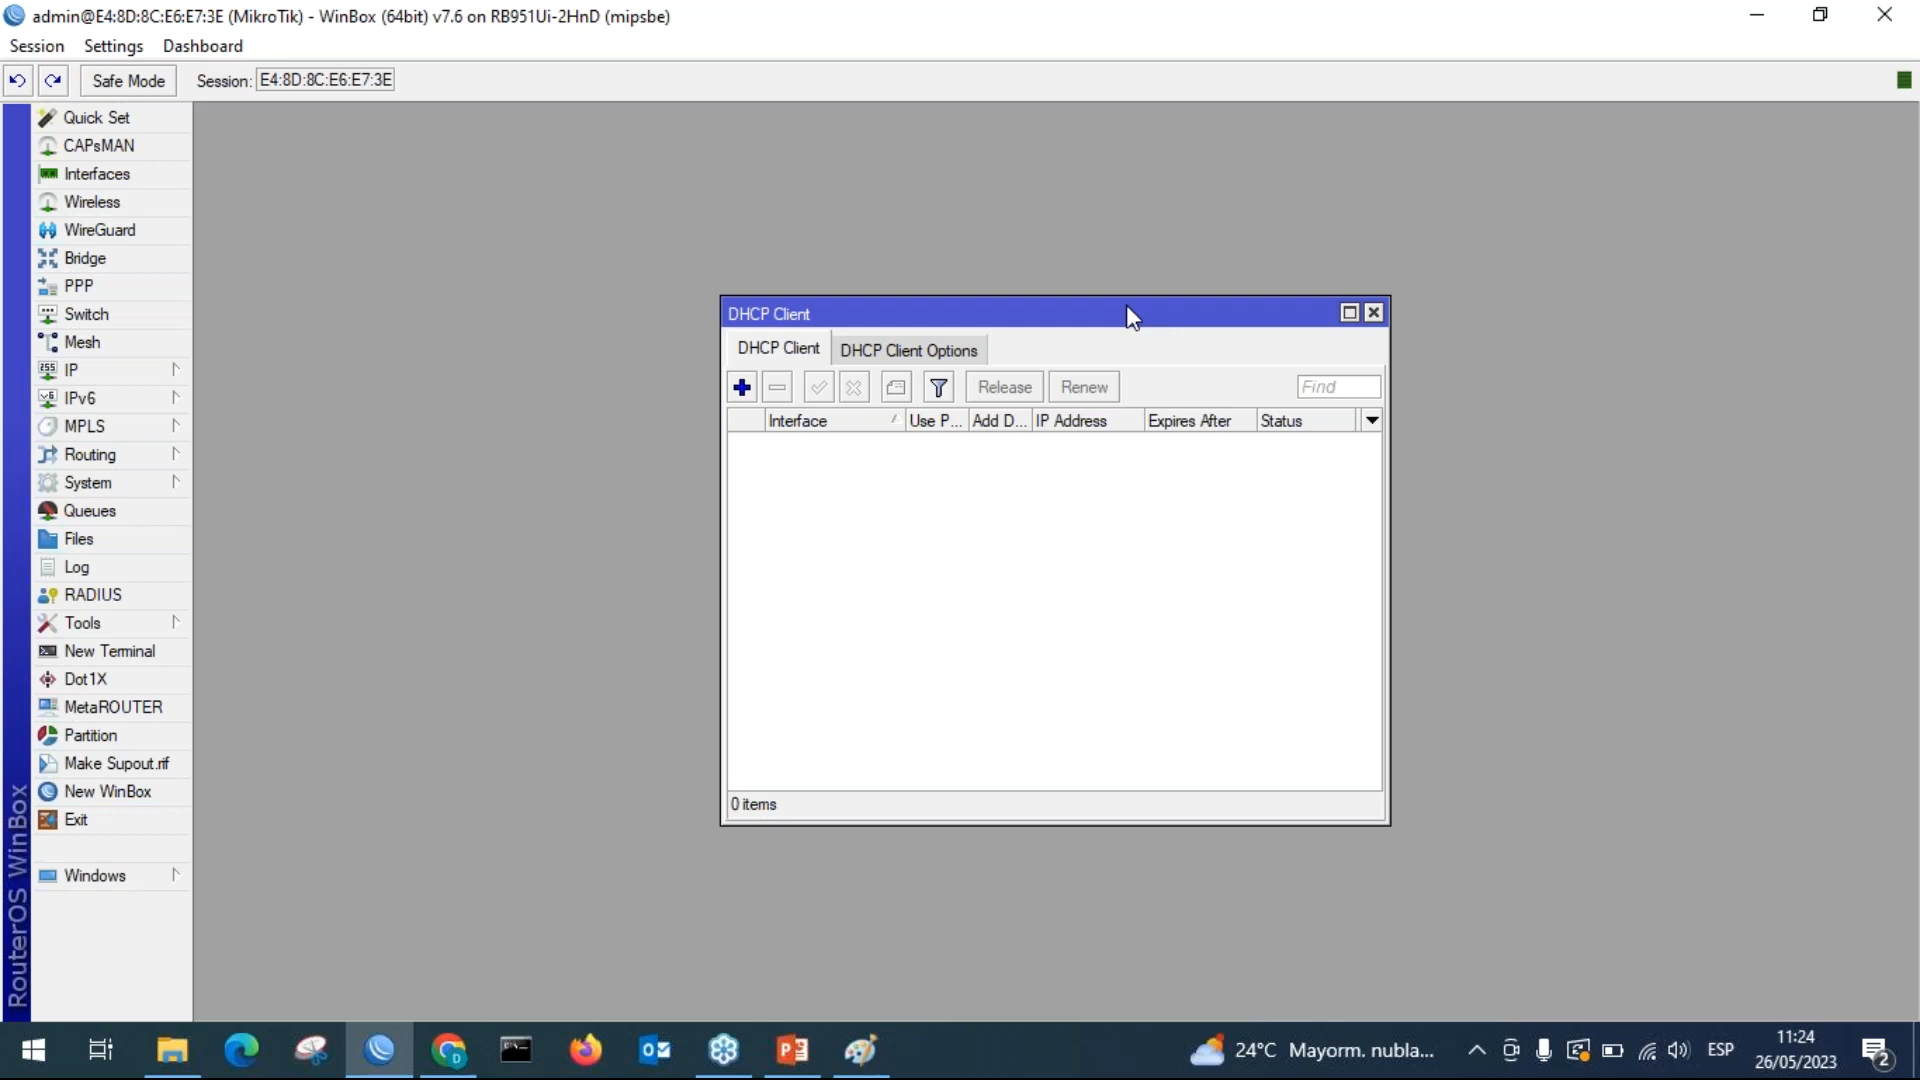 admin@E4:8D:8C:E6:E7:3E (MikroTik) - WinBox (64bit) v7.6 on RB951Ui-2HnD (mipsbe)
Session Settings Dashboard
Safe Mode Session: E4:8D:8C:E6:E7:3E
Quick Set
CAPsMAN
Interfaces
Wireless
WireGuard
Bridge
PPP
Switch
Mesh
IP
IPv6
MPLS
Routing
System
Queues
Files
Log
RADIUS
Tools
New Terminal
Dot1X
MetaROUTER
Partition
Make Supout.rif
New WinBox
Exit
Windows
RouterOS WinBox
DHCP Client
DHCP Client DHCP Client Options
Release Renew Find
Interface Use P... Add D... IP Address Expires After Status
0 items
24°C Mayorm. nubla... ESP
11:24
26/05/2023
2